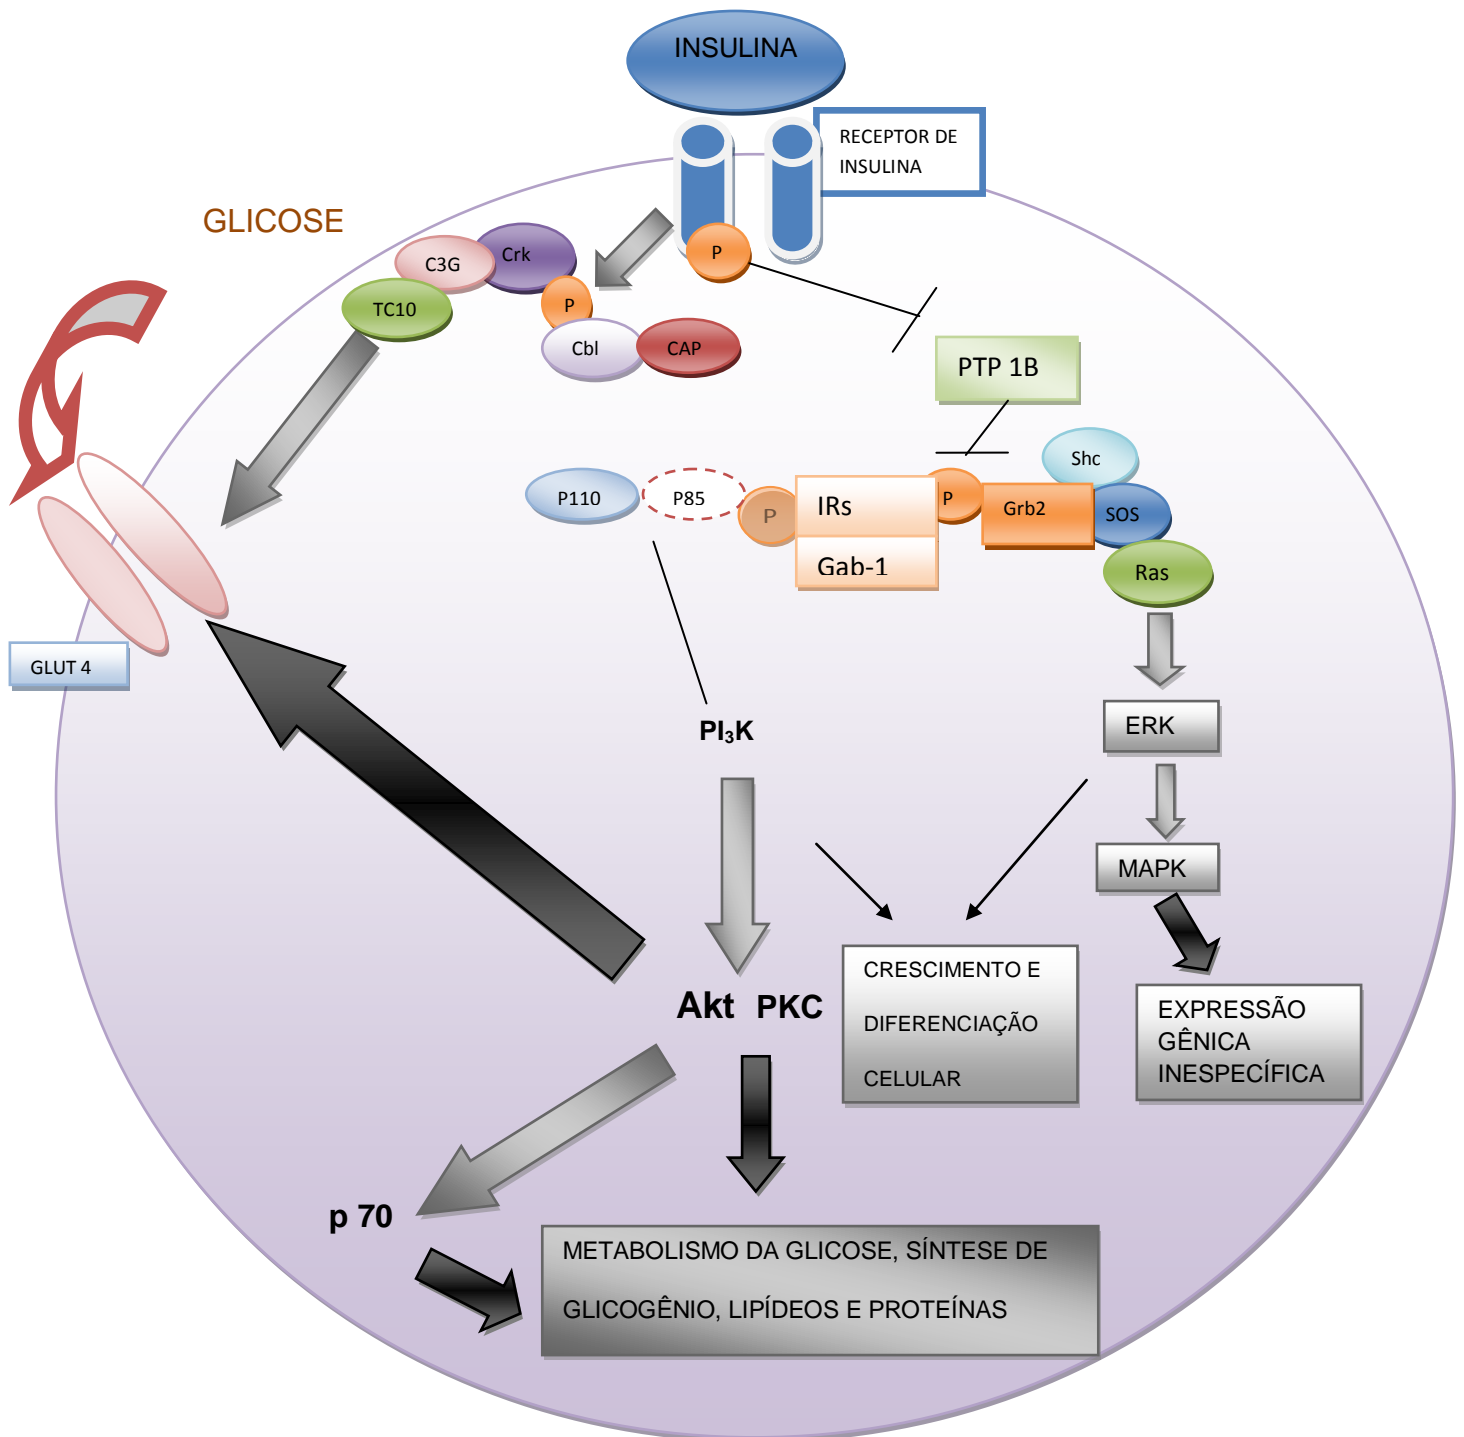 INSULINA
RECEPTOR DE
INSULINA
GLICOSE
C3G
Crk
P
TC10
P
Cbl
CAP
PTP 1B
Shc
P110
P85
P
IRs
P
Grb2
SOS
Gab-1
Ras
GLUT 4
PI₃K
ERK
MAPK
Akt PKC
CRESCIMENTO E
DIFERENCIAÇÃO
CELULAR
EXPRESSÃO
GÊNICA
INESPECÍFICA
p 70
METABOLISMO DA GLICOSE, SÍNTESE DE
GLICOGÊNIO, LIPÍDEOS E PROTEÍNAS